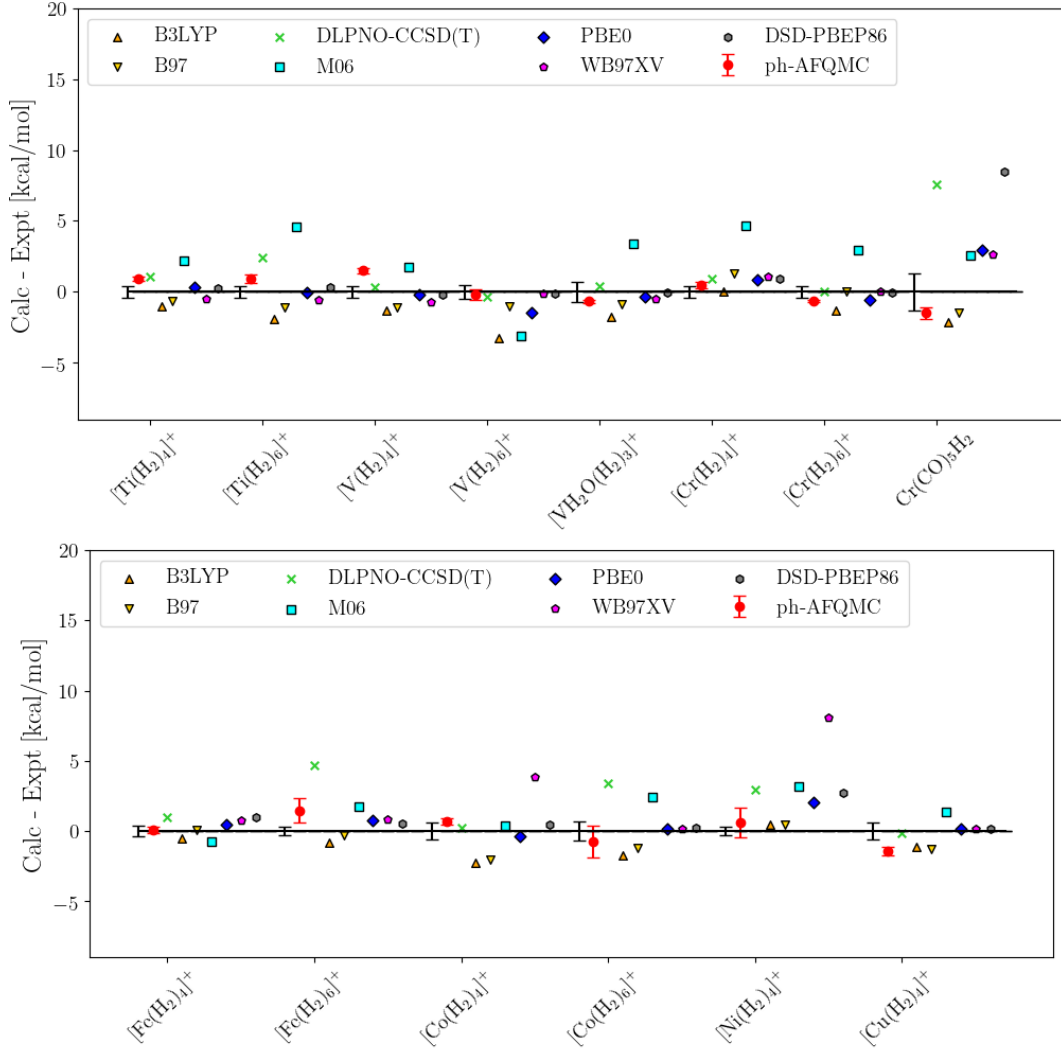 20
15
10
5
0
−5
Calc - Expt [kcal/mol]
B3LYP
DLPNO-CCSD(T)
PBE0
DSD-PBEP86
B97
M06
WB97XV
ph-AFQMC
[Ti(H₂)₄]⁺
[Ti(H₂)₆]⁺
[V(H₂)₄]⁺
[V(H₂)₆]⁺
[VH₂O(H₂)₃]⁺
[Cr(H₂)₄]⁺
[Cr(H₂)₆]⁺
Cr(CO)₅H₂
20
15
10
5
0
−5
Calc - Expt [kcal/mol]
B3LYP
DLPNO-CCSD(T)
PBE0
DSD-PBEP86
B97
M06
WB97XV
ph-AFQMC
[Fe(H₂)₄]⁺
[Fe(H₂)₆]⁺
[Co(H₂)₄]⁺
[Co(H₂)₆]⁺
[Ni(H₂)₄]⁺
[Cu(H₂)₄]⁺